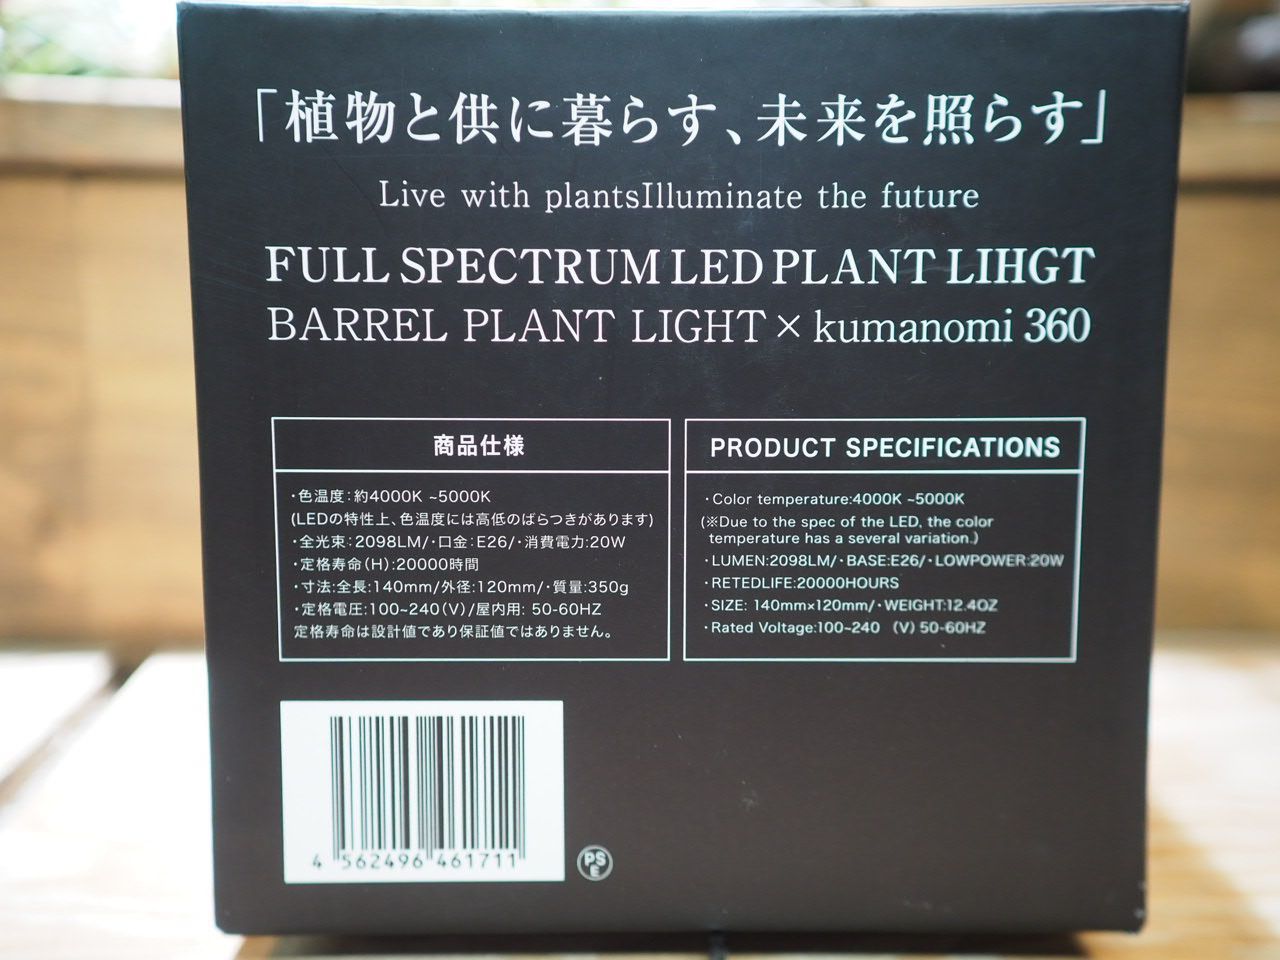 「植物と供に暮らす、未来を照らす」
Live with plantsIlluminate the future
FULL SPECTRUM LED PLANT LIHGT
BARREL PLANT LIGHT × kumanomi 360
商品仕様
・色温度：約4000K ~5000K
(LEDの特性上、色温度には高低のばらつきがあります)
・全光束：2098LM/・口金：E26/・消費電力:20W
・定格寿命(H):20000時間
・寸法:全長:140mm/外径:120mm/・質量:350g
・定格電圧:100~240(V)/屋内用: 50-60HZ
定格寿命は設計値であり保証値ではありません。
PRODUCT SPECIFICATIONS
・Color temperature:4000K ~5000K
(※Due to the spec of the LED, the color
temperature has a several variation.)
・LUMEN:2098LM/・BASE:E26/・LOWPOWER:20W
・RETEDLIFE:20000HOURS
・SIZE: 140mm×120mm/・WEIGHT:12.4OZ
・Rated Voltage:100~240 (V) 50-60HZ
4 562496 461711
PS
E